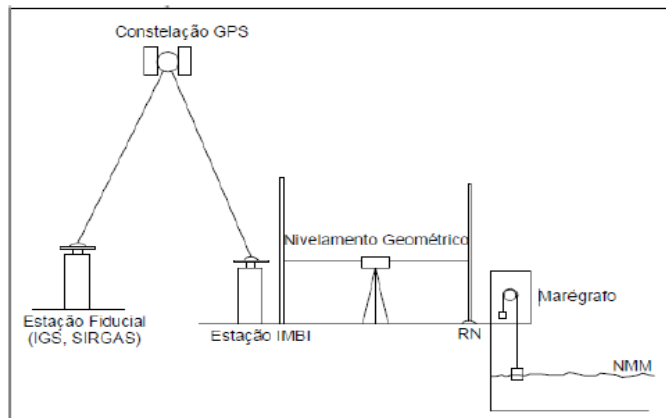 Constelação GPS
Nivelamento Geométrico
Marégrafo
Estação Fiducial
(IGS, SIRGAS)
Estação IMBI
RN
NMM